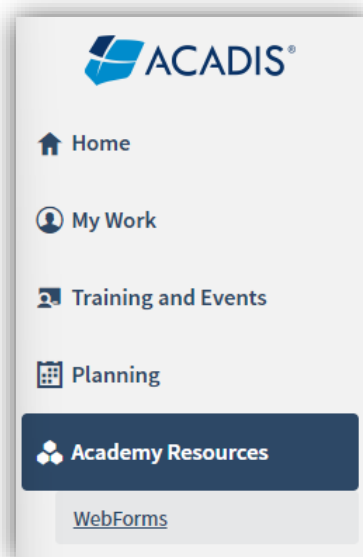 ACADIS®
Home
My Work
Training and Events
Planning
Academy Resources
WebForms